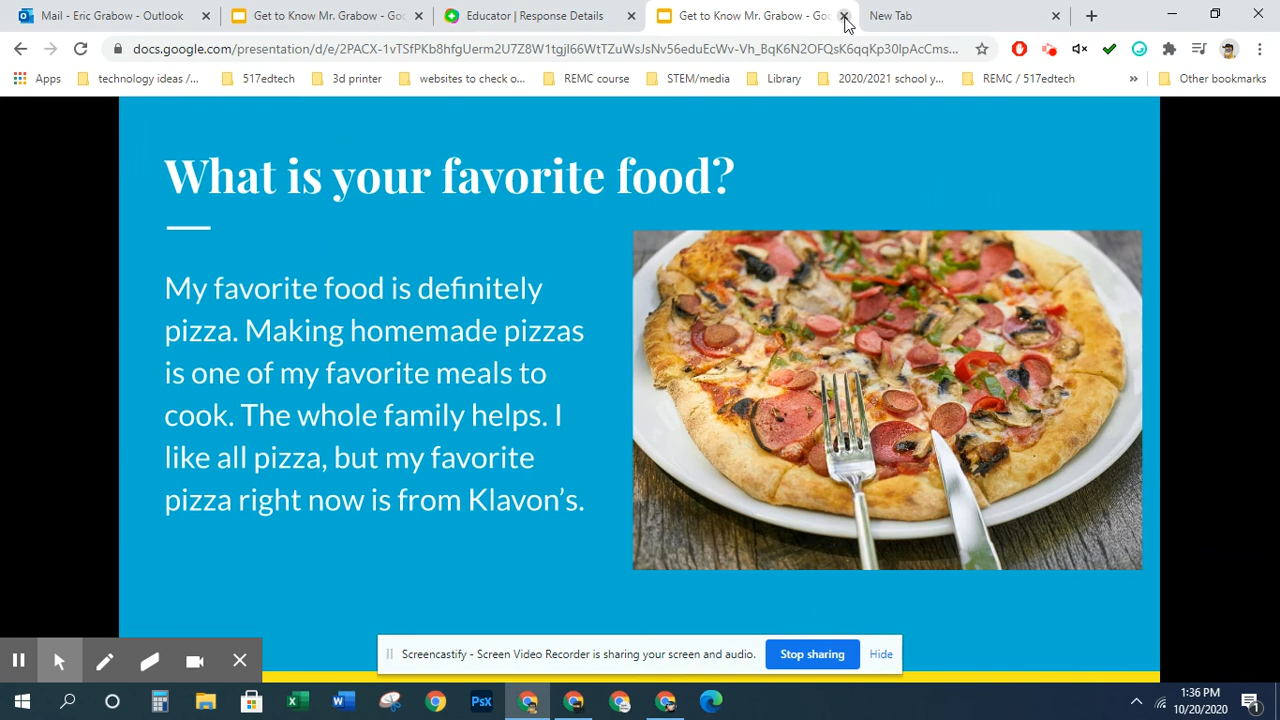 Mail - Eric Grabow - Outlook
Get to Know Mr. Grabow - Go
Educator | Response Details
Get to Know Mr. Grabow - Goo
New Tab
docs.google.com/presentation/d/e/2PACX-1vTSfPKb8hfgUern2U7Z8W1tgjl66WtTZuWsJsNv56eduEcWv-Vh_BqK6N2OFQsK6qqKp30IpAcCms...
Apps
technology ideas /...
517edtech
3d printer
websites to check o...
REMC course
STEM/media
Library
2020/2021 school y...
REMC / 517edtech
»
Other bookmarks
What is your favorite food?
My favorite food is definitely
pizza. Making homemade pizzas
is one of my favorite meals to
cook. The whole family helps. I
like all pizza, but my favorite
pizza right now is from Klavon's.
Screencastify - Screen Video Recorder is sharing your screen and audio.
Stop sharing
Hide
Psx
1:36 PM
10/20/2020